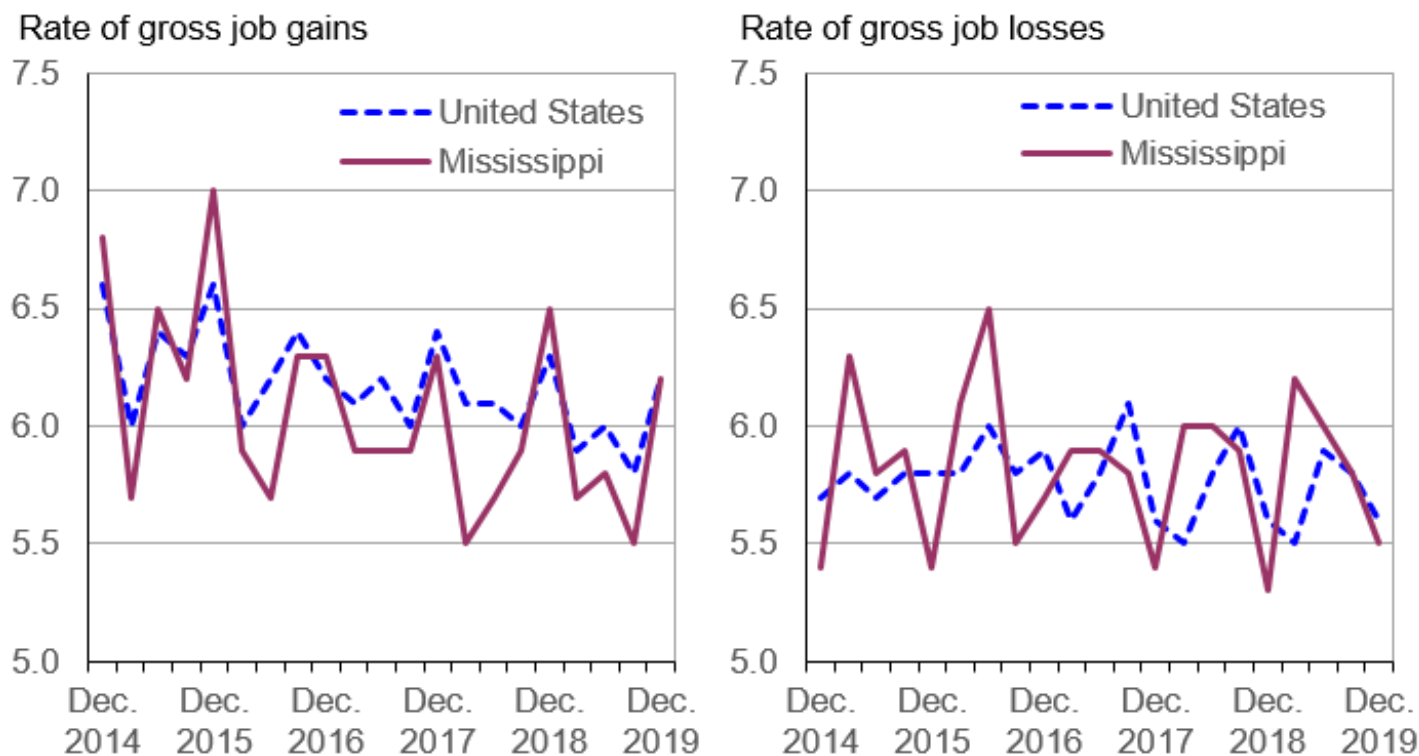 Rate of gross job gains
7.5
7.0
6.5
6.0
5.5
5.0
United States
Mississippi
Dec. Dec. Dec. Dec. Dec. Dec.
2014 2015 2016 2017 2018 2019
Rate of gross job losses
7.5
7.0
6.5
6.0
5.5
5.0
United States
Mississippi
Dec. Dec. Dec. Dec. Dec. Dec.
2014 2015 2016 2017 2018 2019